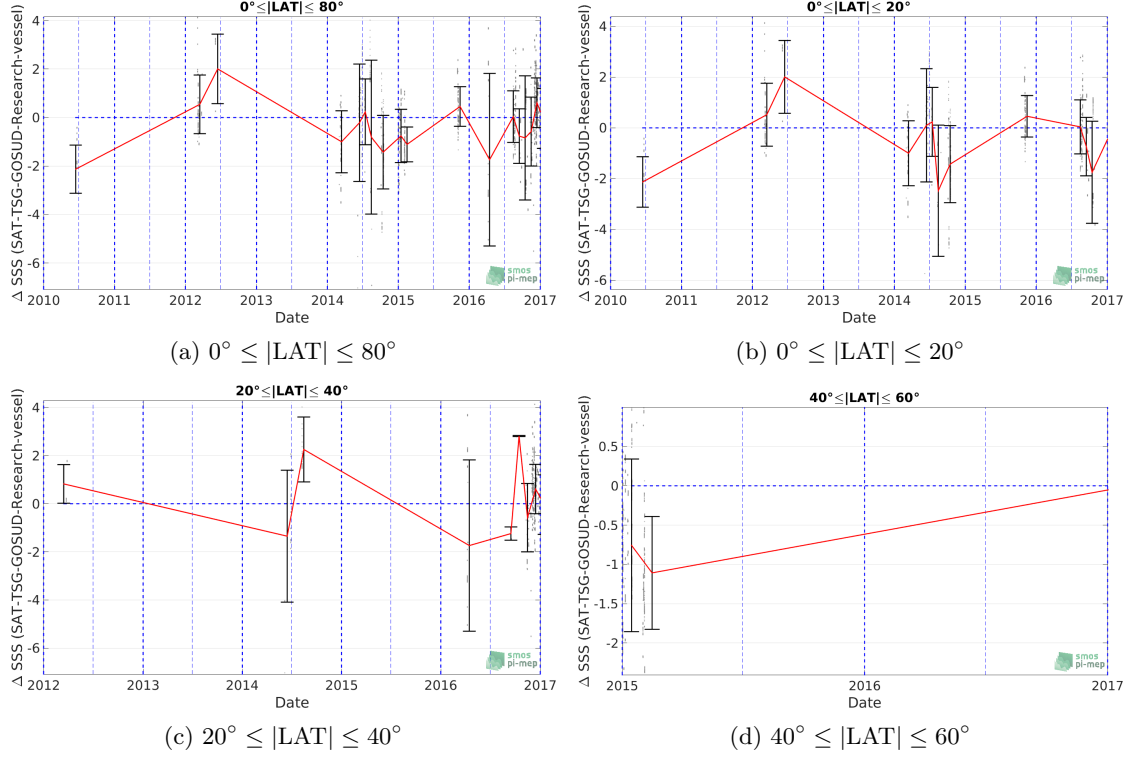 0°≤|LAT|≤ 80°
Δ SSS (SAT-TSG-GOSUD-Research-vessel)
4
2
0
-2
-4
-6
2010 2011 2012 2013 2014 2015 2016 2017
Date
smos
pi-mep
(a) 0° ≤ |LAT| ≤ 80°
0°≤|LAT|≤ 20°
Δ SSS (SAT-TSG-GOSUD-Research-vessel)
4
2
0
-2
-4
-6
2010 2011 2012 2013 2014 2015 2016 2017
Date
smos
pi-mep
(b) 0° ≤ |LAT| ≤ 20°
20°≤|LAT|≤ 40°
Δ SSS (SAT-TSG-GOSUD-Research-vessel)
4
2
0
-2
-4
-6
2012 2013 2014 2015 2016 2017
Date
smos
pi-mep
(c) 20° ≤ |LAT| ≤ 40°
40°≤|LAT|≤ 60°
Δ SSS (SAT-TSG-GOSUD-Research-vessel)
0.5
0
-0.5
-1
-1.5
-2
2015 2016 2017
Date
smos
pi-mep
(d) 40° ≤ |LAT| ≤ 60°